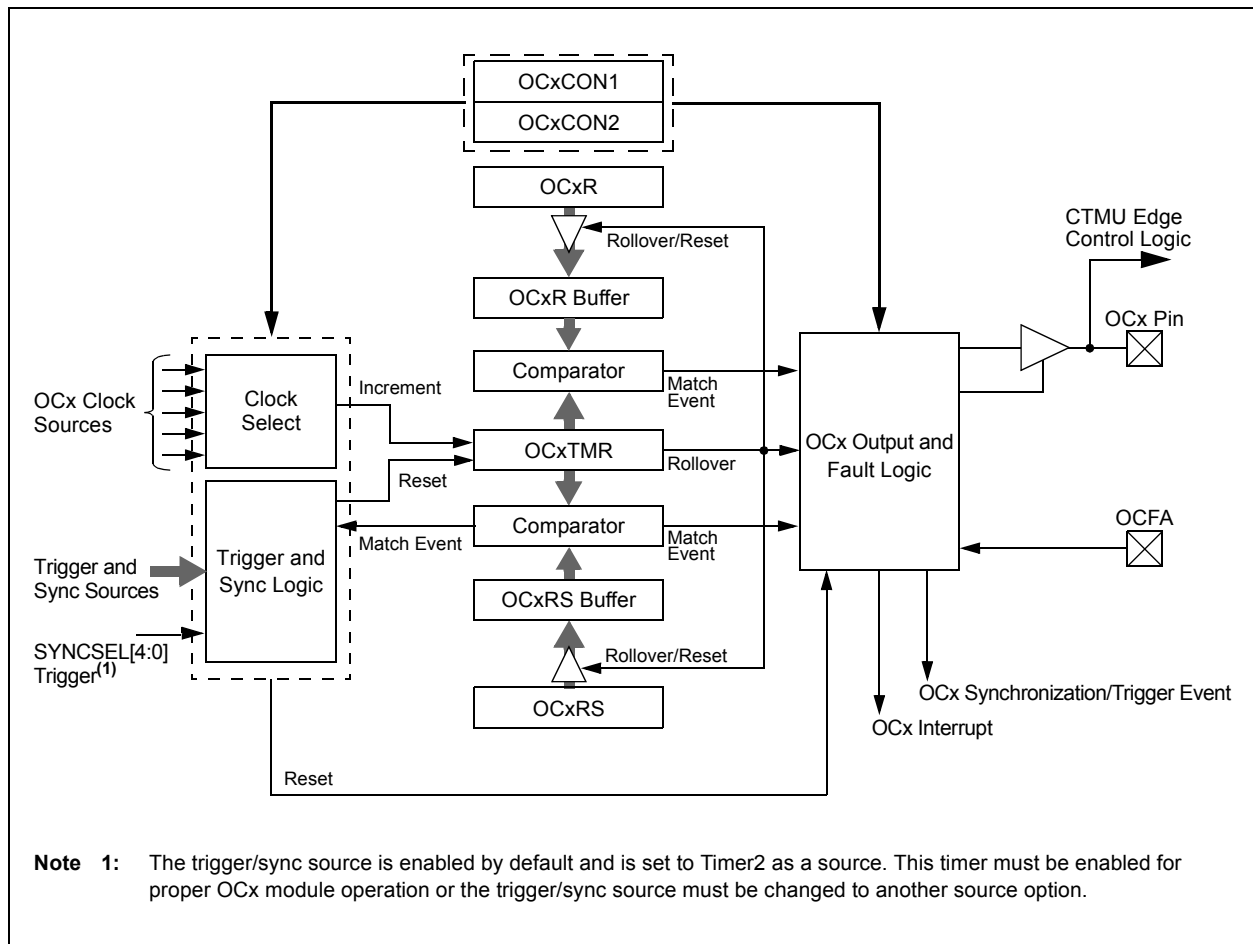 OCxCON1
OCxCON2
OCxR
Rollover/Reset
CTMU Edge
Control Logic
OCxR Buffer
OCx Pin
Comparator
Match
Event
OCx Clock
Sources
Clock
Select
Increment
OCxTMR
Rollover
OCx Output and
Fault Logic
Reset
Comparator
Match Event
Match
Event
OCFA
Trigger and
Sync Sources
Trigger and
Sync Logic
OCxRS Buffer
SYNCSEL[4:0]
Trigger(1)
Rollover/Reset
OCxRS
OCx Synchronization/Trigger Event
OCx Interrupt
Reset
Note 1: The trigger/sync source is enabled by default and is set to Timer2 as a source. This timer must be enabled for
proper OCx module operation or the trigger/sync source must be changed to another source option.